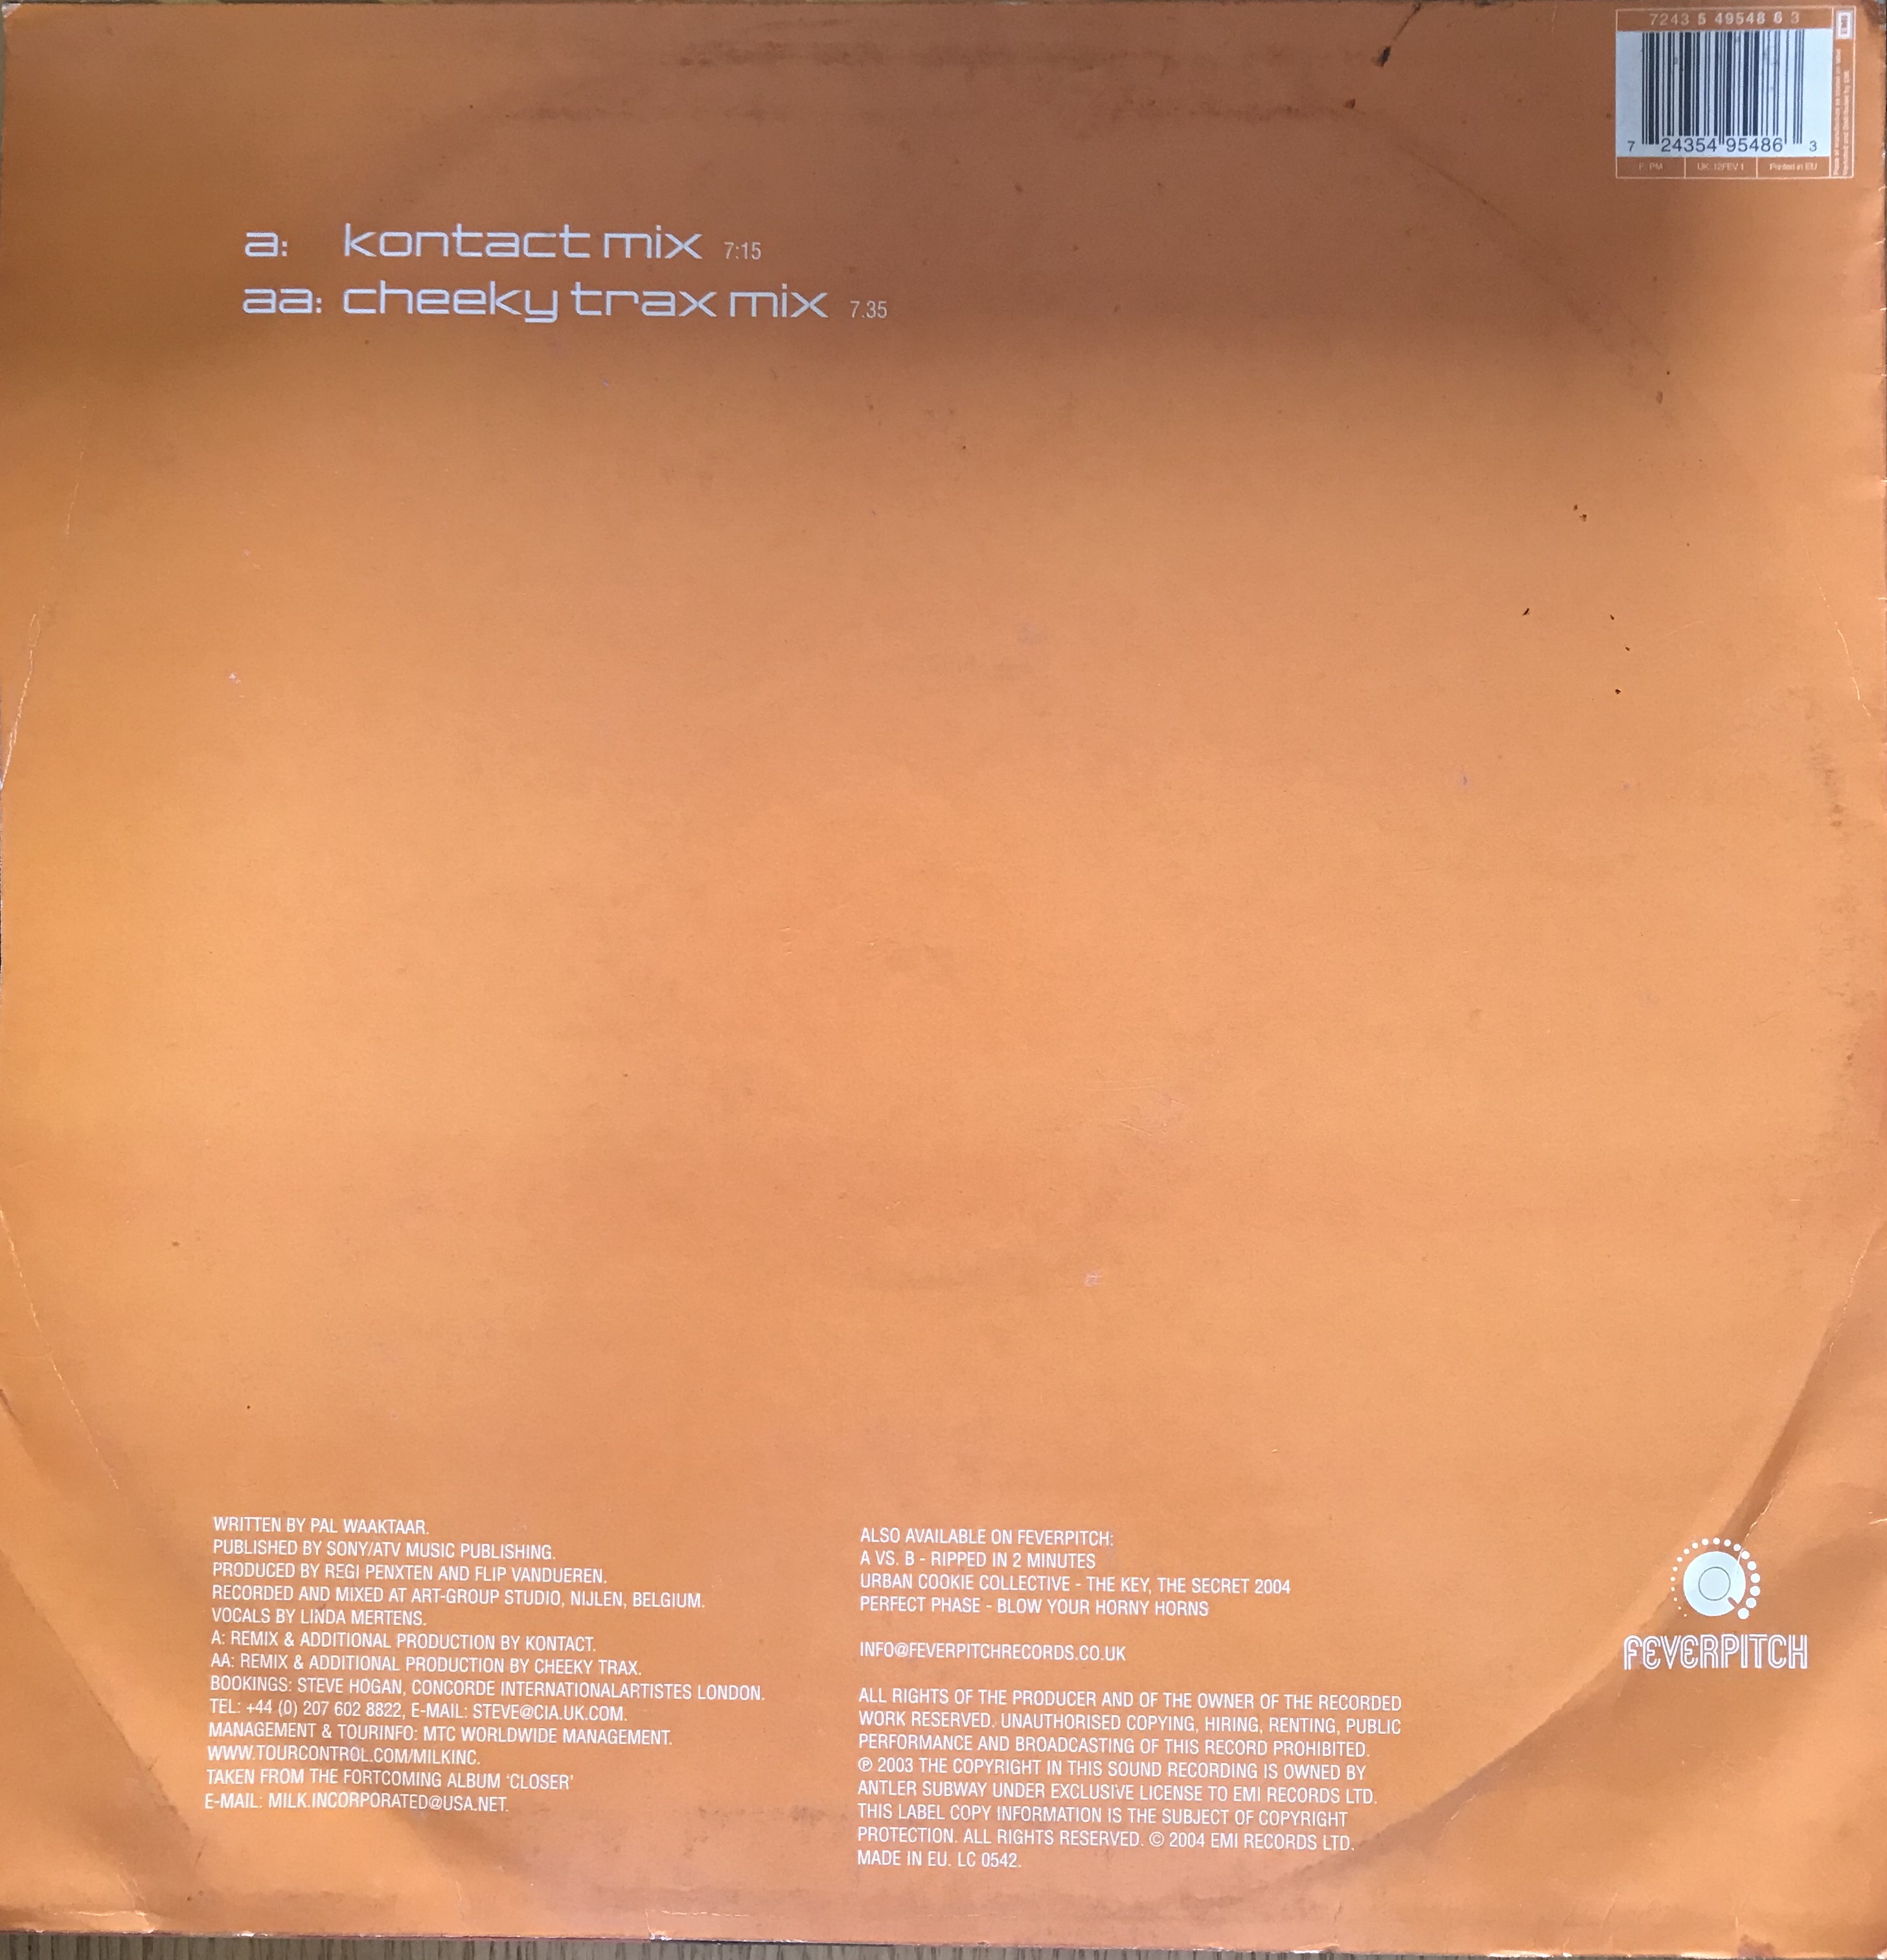 7243 5 49548 6 3
EMI
7 24354 95486 3
F: PM
UK: 12FEV 1
Printed in EU
a: kontact mix 7:15
aa: cheeky trax mix 7.35
WRITTEN BY PAL WAAKTAAR.
PUBLISHED BY SONY/ATV MUSIC PUBLISHING.
PRODUCED BY REGI PENXTEN AND FLIP VANDUEREN.
RECORDED AND MIXED AT ART-GROUP STUDIO, NIJLEN, BELGIUM.
VOCALS BY LINDA MERTENS.
A: REMIX & ADDITIONAL PRODUCTION BY KONTACT.
AA: REMIX & ADDITIONAL PRODUCTION BY CHEEKY TRAX.
BOOKINGS: STEVE HOGAN, CONCORDE INTERNATIONALARTISTES LONDON.
TEL: +44 (0) 207 602 8822, E-MAIL: STEVE@CIA.UK.COM.
MANAGEMENT & TOURINFO: MTC WORLDWIDE MANAGEMENT.
WWW.TOURCONTROL.COM/MILKINC.
TAKEN FROM THE FORTCOMING ALBUM ‘CLOSER’
E-MAIL: MILK.INCORPORATED@USA.NET.
ALSO AVAILABLE ON FEVERPITCH:
A VS. B - RIPPED IN 2 MINUTES
URBAN COOKIE COLLECTIVE - THE KEY, THE SECRET 2004
PERFECT PHASE - BLOW YOUR HORNY HORNS
INFO@FEVERPITCHRECORDS.CO.UK
ALL RIGHTS OF THE PRODUCER AND OF THE OWNER OF THE RECORDED
WORK RESERVED. UNAUTHORISED COPYING, HIRING, RENTING, PUBLIC
PERFORMANCE AND BROADCASTING OF THIS RECORD PROHIBITED.
℗ 2003 THE COPYRIGHT IN THIS SOUND RECORDING IS OWNED BY
ANTLER SUBWAY UNDER EXCLUSIVE LICENSE TO EMI RECORDS LTD.
THIS LABEL COPY INFORMATION IS THE SUBJECT OF COPYRIGHT
PROTECTION. ALL RIGHTS RESERVED. © 2004 EMI RECORDS LTD.
MADE IN EU. LC 0542.
FEVERPITCH